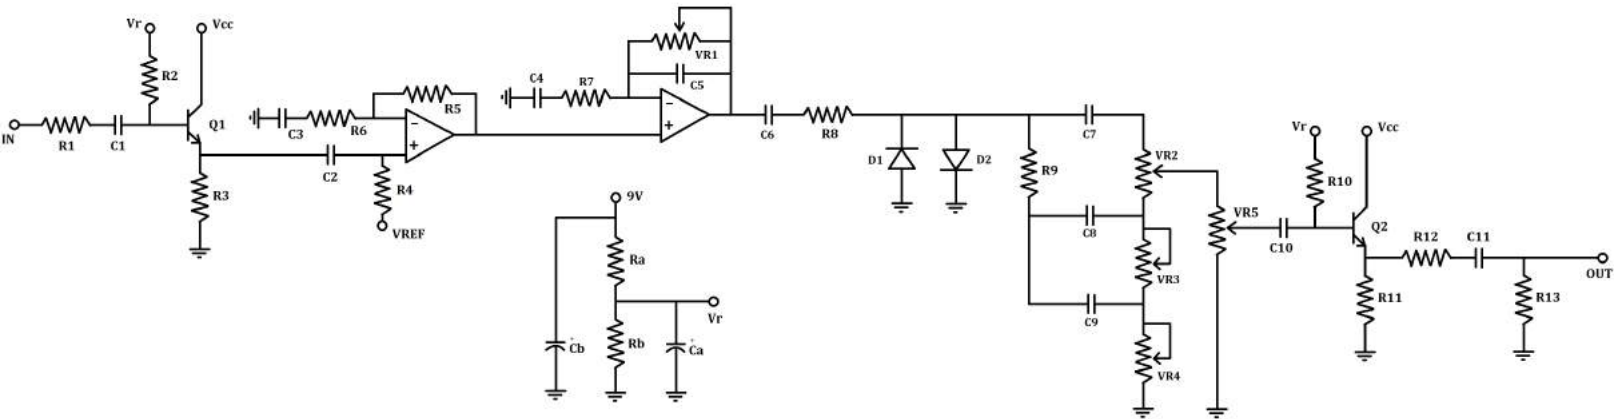 Vr Vcc
VR1
R2
C4 R7 C5
R5
Q1
C3 R6
IN R1 C1
C6 R8 C7
C2
R3 R4
VREF
D1 D2 R9 VR2
Vr Vcc
R10
9V
Ra
Vr
Rb
+ +
Cb Ca
C8
VR3
C9
VR4
VR5
C10
Q2
R12 C11
OUT
R11 R13
- +
- +